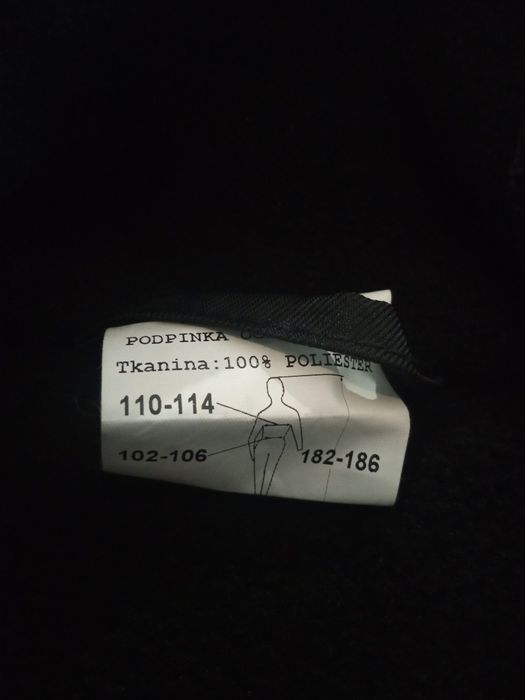 PODPINKA
Tkanina:100% POLIESTER
110-114
102-106
182-186